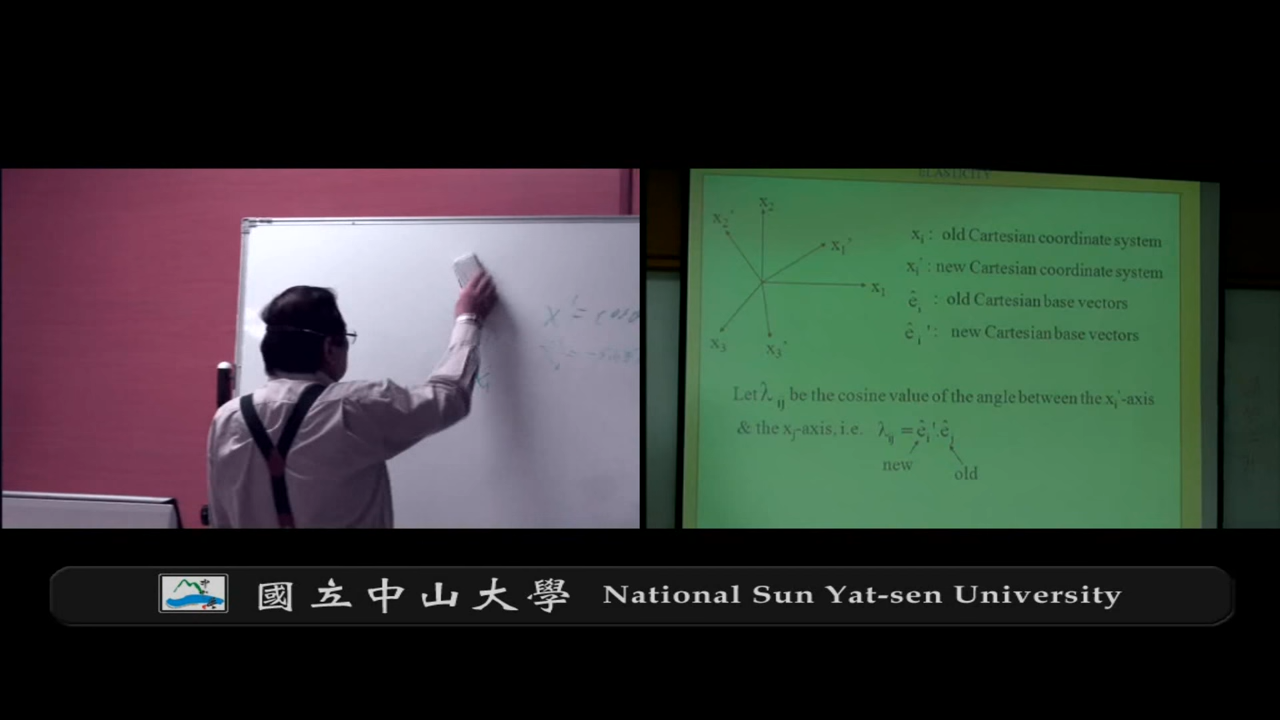 ELASTICITY
x₂
x₂'
x₁'
x₁
x₃
x₃'
xᵢ : old Cartesian coordinate system
xᵢ' : new Cartesian coordinate system
êᵢ : old Cartesian base vectors
êᵢ' : new Cartesian base vectors
Let λᵢⱼ be the cosine value of the angle between the xᵢ'-axis
& the xⱼ-axis, i.e. λᵢⱼ = êᵢ'.êⱼ
new
old
國立中山大學 National Sun Yat-sen University